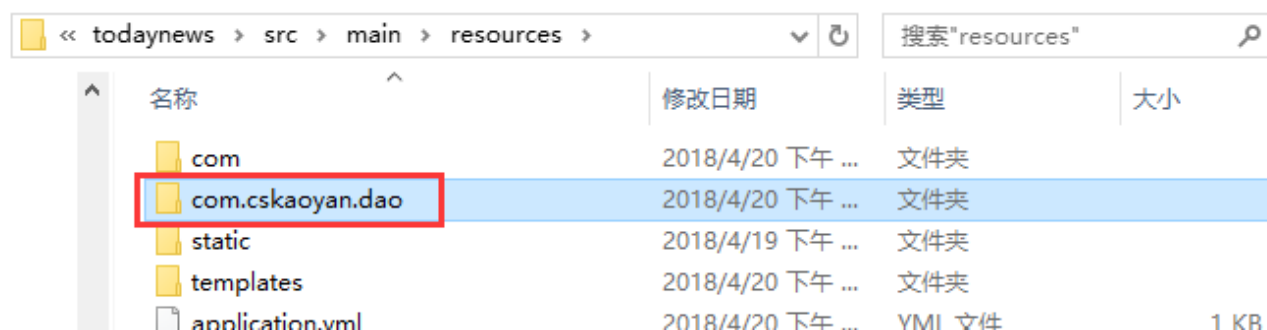 « todaynews > src > main > resources >
搜索"resources"
名称 修改日期 类型 大小
com 2018/4/20 下午 ... 文件夹
com.cskaoyan.dao 2018/4/20 下午 ... 文件夹
static 2018/4/19 下午 ... 文件夹
templates 2018/4/20 下午 ... 文件夹
application.yml 2018/4/20 下午 ... YML 文件 1 KB